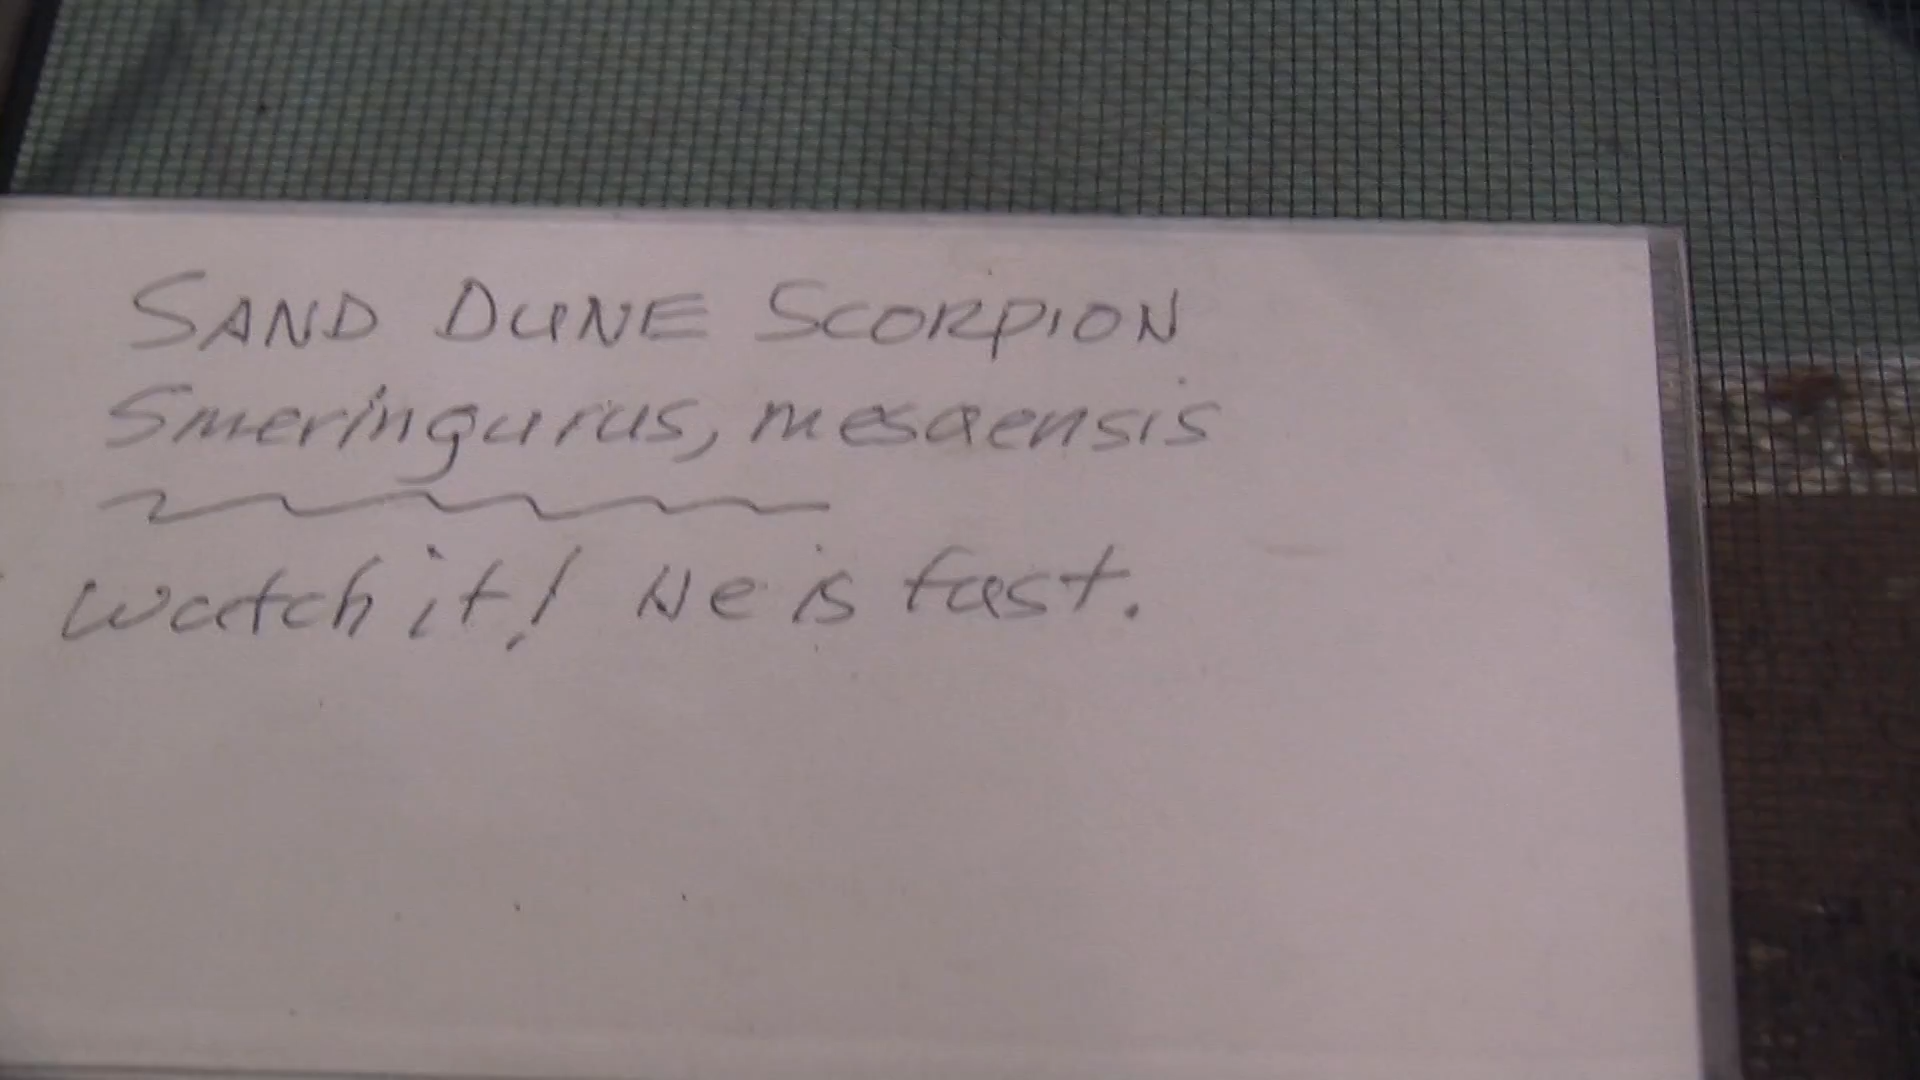 SAND DUNE SCORPION
Smeringurus, mesaensis
Watch it! He is fast.